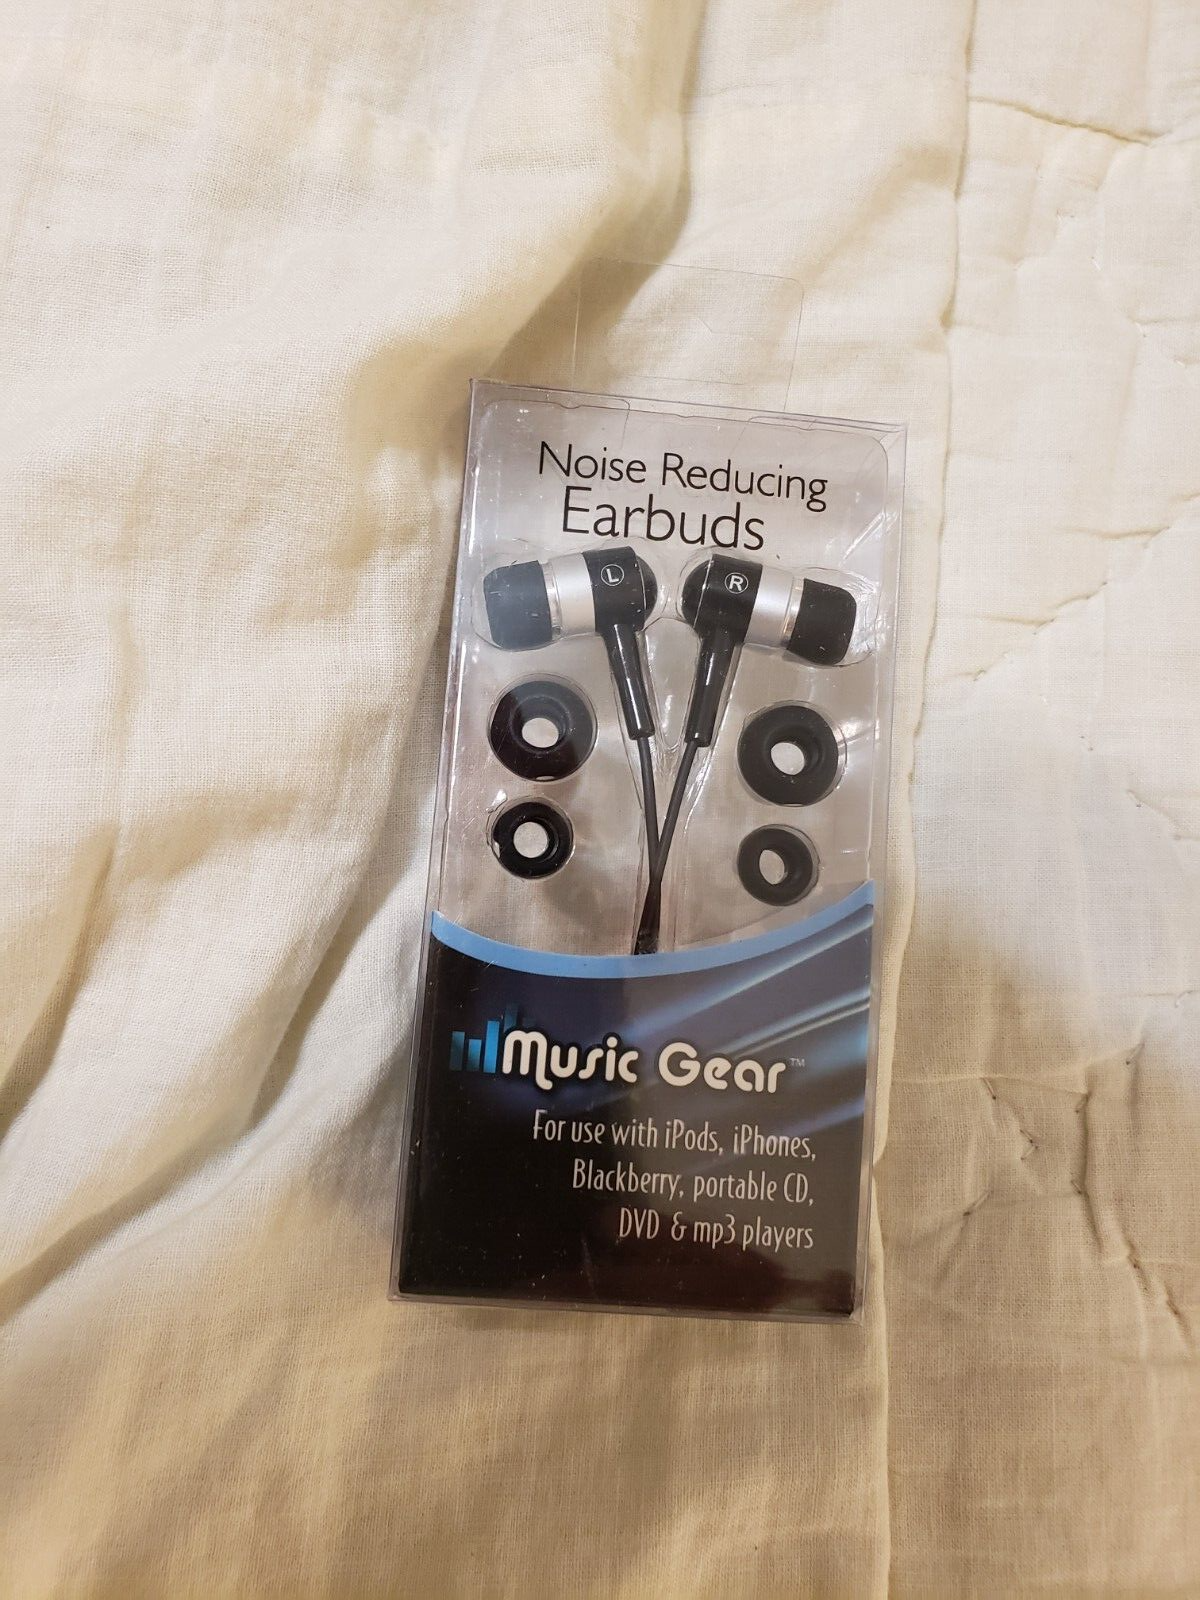 Noise Reducing
Earbuds
L
R
Music Gear™
For use with iPods, iPhones,
Blackberry, portable CD,
DVD & mp3 players